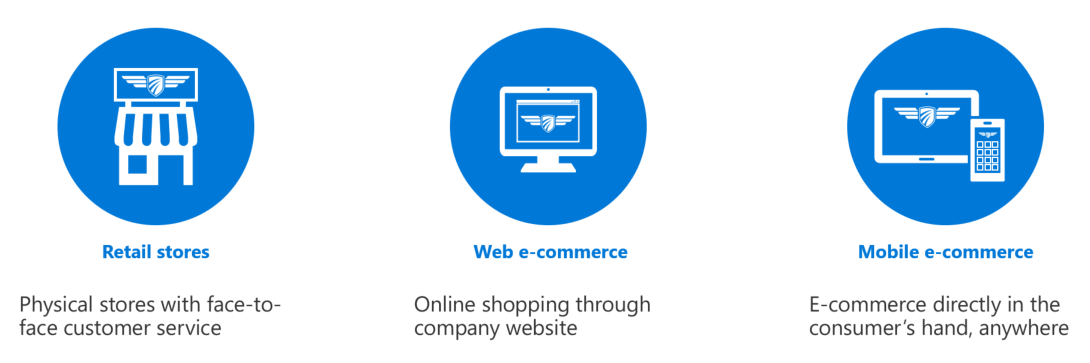 Retail stores
Physical stores with face-to-
face customer service
Web e-commerce
Online shopping through
company website
Mobile e-commerce
E-commerce directly in the
consumer’s hand, anywhere